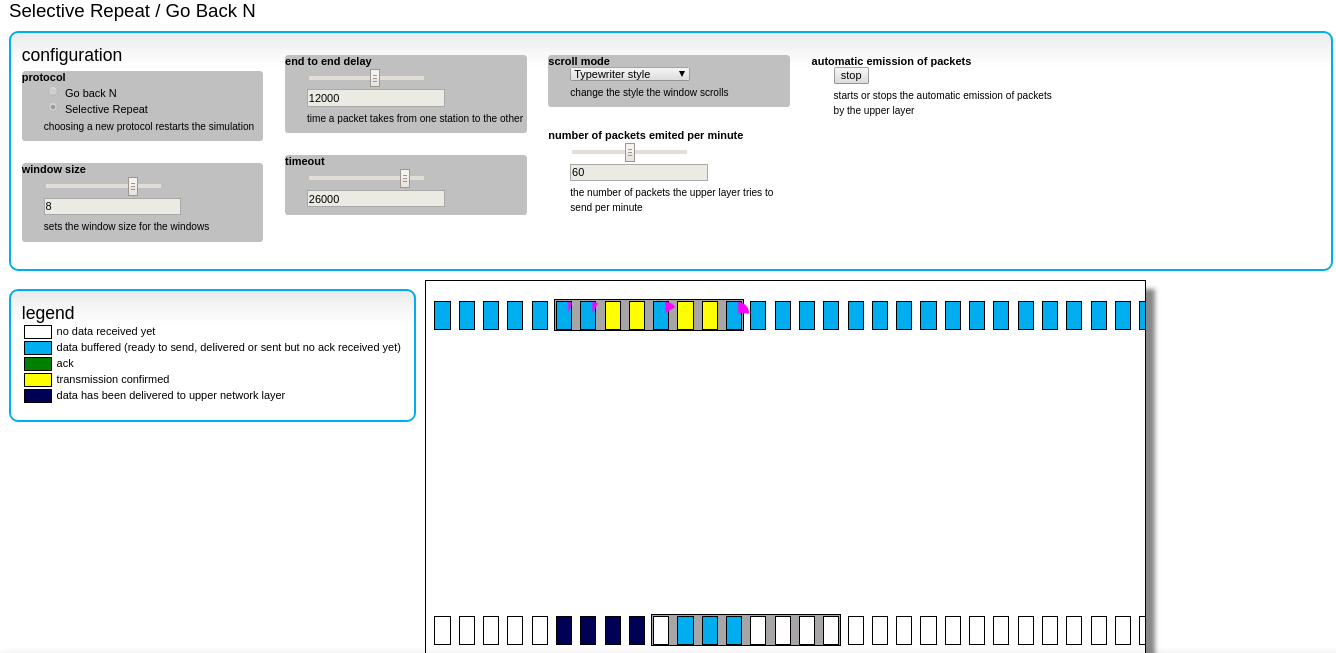 Selective Repeat / Go Back N
configuration
protocol
Go back N
Selective Repeat
choosing a new protocol restarts the simulation
window size
8
sets the window size for the windows
end to end delay
12000
time a packet takes from one station to the other
timeout
26000
scroll mode
Typewriter style
change the style the window scrolls
number of packets emited per minute
60
the number of packets the upper layer tries to
send per minute
automatic emission of packets
stop
starts or stops the automatic emission of packets
by the upper layer
legend
no data received yet
data buffered (ready to send, delivered or sent but no ack received yet)
ack
transmission confirmed
data has been delivered to upper network layer